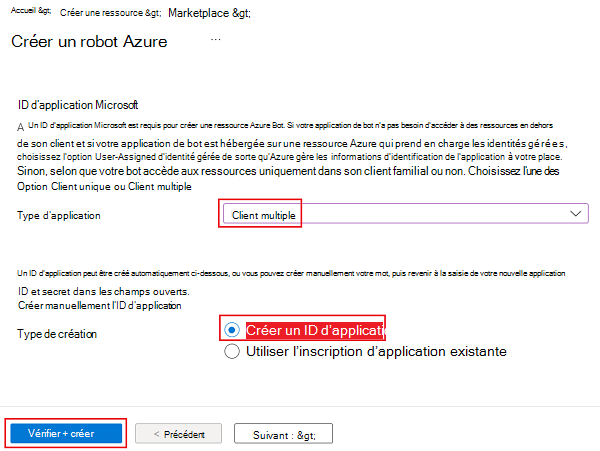 Accueil &gt; Créer une ressource &gt; Marketplace &gt;
Créer un robot Azure ...
ID d'application Microsoft
A Un ID d'application Microsoft est requis pour créer une ressource Azure Bot. Si votre application de bot n'a pas besoin d'accéder à des ressources en dehors
de son client et si votre application de bot est hébergée sur une ressource Azure qui prend en charge les identités gérées,
choisissez l'option User-Assigned d'identité gérée de sorte qu'Azure gère les informations d'identification de l'application à votre place.
Sinon, selon que votre bot accède aux ressources uniquement dans son client familial ou non. Choisissez l'une des
Option Client unique ou Client multiple
Type d'application Client multiple
Un ID d'application peut être créé automatiquement ci-dessous, ou vous pouvez créer manuellement votre mot, puis revenir à la saisie de votre nouvelle application
ID et secret dans les champs ouverts.
Créer manuellement l'ID d'application
Type de création Créer un ID d'applicati
Utiliser l'inscription d'application existante
Vérifier + créer < Précédent Suivant : &gt;